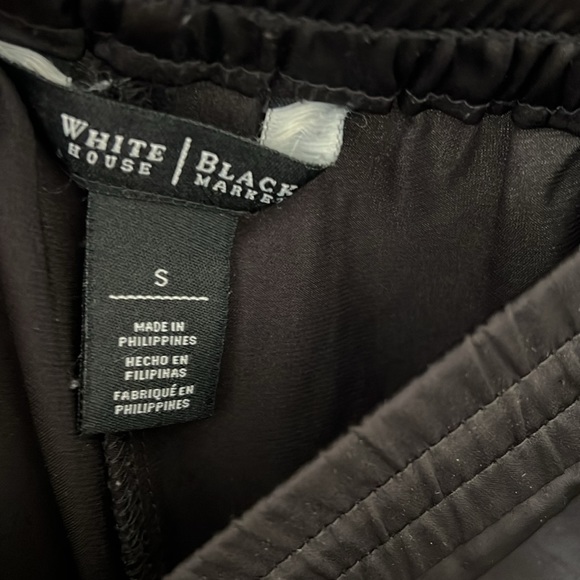 WHITE | BLACK
HOUSE | MARKET
S
MADE IN
PHILIPPINES
HECHO EN
FILIPINAS
FABRIQUÉ EN
PHILIPPINES